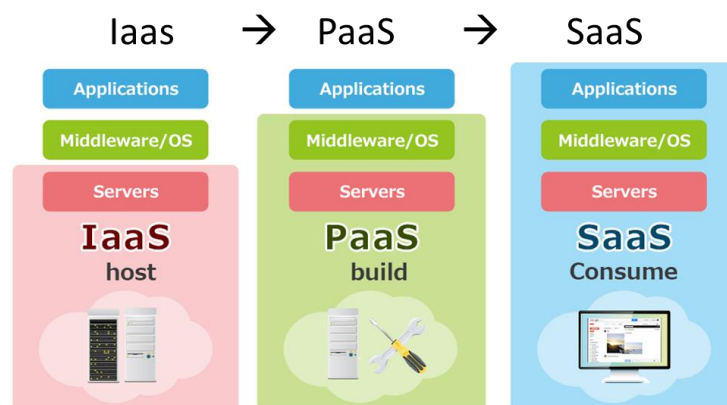 Iaas → PaaS → SaaS
Applications Applications Applications
Middleware/OS Middleware/OS Middleware/OS
Servers Servers Servers
IaaS PaaS SaaS
host build Consume